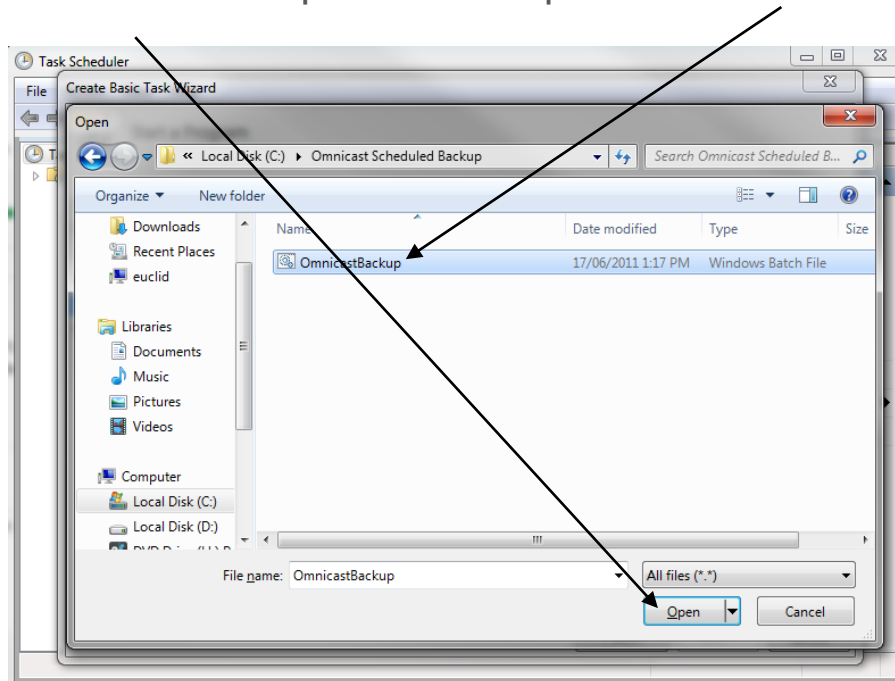 Task Scheduler
File
Create Basic Task Wizard
Open
Start a Program
« Local Disk (C:) ▸ Omnicast Scheduled Backup
Search Omnicast Scheduled B...
Organize ▾ New folder
Name Date modified Type Size
OmnicastBackup 17/06/2011 1:17 PM Windows Batch File
Downloads
Recent Places
euclid
Libraries
Documents
Music
Pictures
Videos
Computer
Local Disk (C:)
Local Disk (D:)
File name: OmnicastBackup
All files (*.*)
Open Cancel